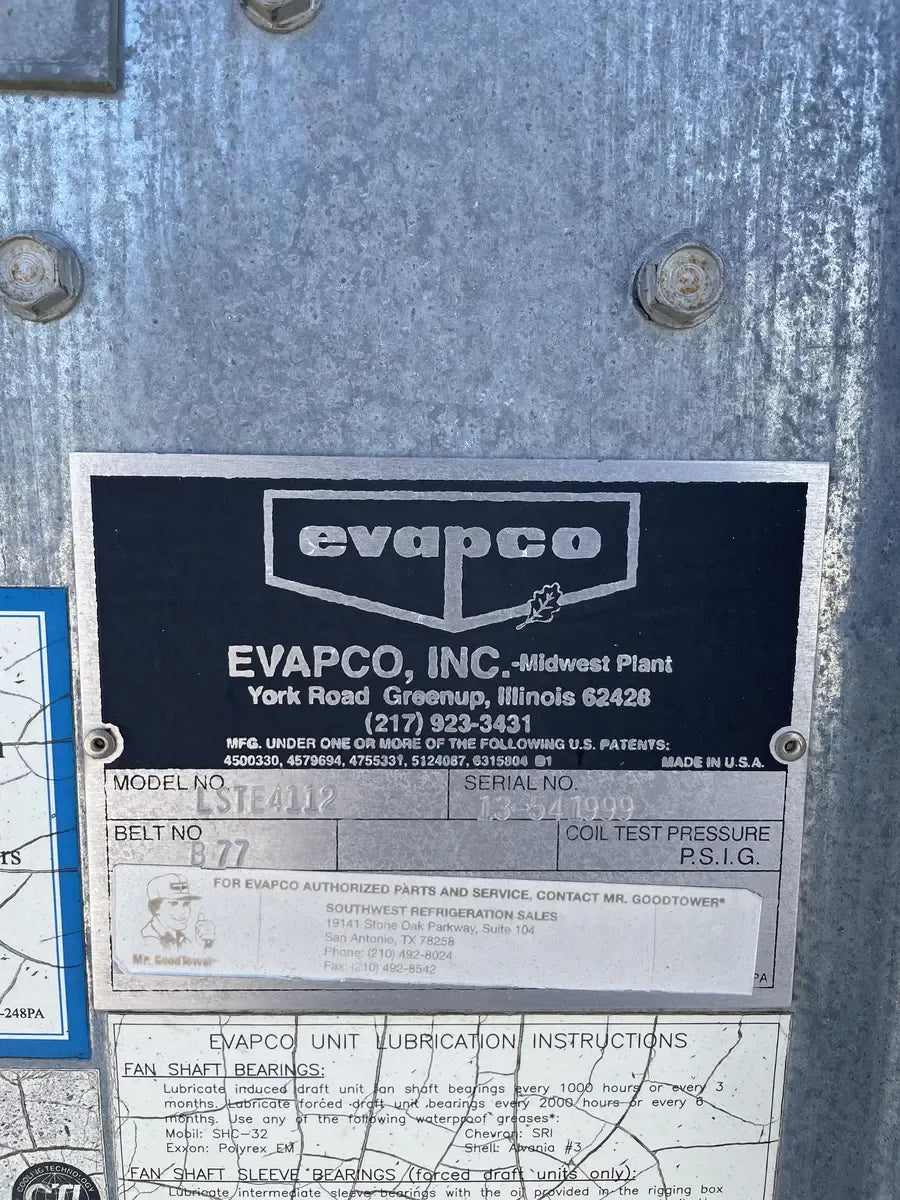 evapco
EVAPCO, INC.-Midwest Plant
York Road Greenup, Illinois 62428
(217) 923-3431
MFG. UNDER ONE OR MORE OF THE FOLLOWING U.S. PATENTS:
4500330, 4579694, 4755331, 5124087, 6315804 B1 MADE IN U.S.A.
MODEL NO. SERIAL NO.
LSTE4112 13-541999
BELT NO. COIL TEST PRESSURE
B77 P.S.I.G.
rs
FOR EVAPCO AUTHORIZED PARTS AND SERVICE, CONTACT MR. GOODTOWER®
SOUTHWEST REFRIGERATION SALES
19141 Stone Oak Parkway, Suite 104
San Antonio, TX 78258
Phone: (210) 492-8024
Fax: (210) 492-8542
Mr. GoodTower
PA
-248PA
EVAPCO UNIT LUBRICATION INSTRUCTIONS
FAN SHAFT BEARINGS:
Lubricate induced draft unit fan shaft bearings every 1000 hours or every 3
months. Lubricate forced draft unit bearings every 2000 hours or every 6
months. Use any of the following waterproof greases*:
Mobil: SHC-32 Chevron: SRI
Exxon: Polyrex EM Shell: Alvania #3
FAN SHAFT SLEEVE BEARINGS (forced draft units only):
Lubricate intermediate sleeve bearings with the oil provided in the rigging box
COOLING TECHNOLOGY
CTI